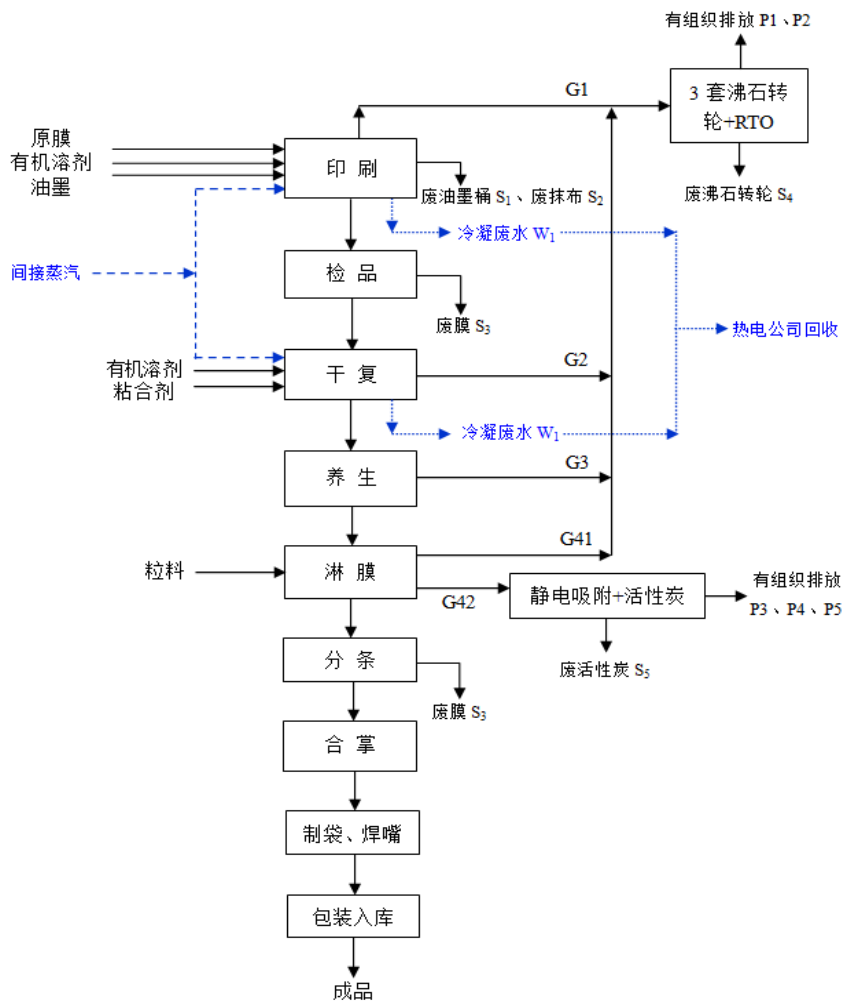 有组织排放 P1、P2
G1
3 套沸石转
轮+RTO
原膜
有机溶剂
油墨
印 刷
废油墨桶 S1、废抹布 S2
废沸石转轮 S4
冷凝废水 W1
间接蒸汽
检 品
废膜 S3
热电公司回收
有机溶剂
粘合剂
干 复
G2
冷凝废水 W1
养 生
G3
粒料
淋 膜
G41
G42
静电吸附+活性炭
有组织排放
P3、P4、P5
废活性炭 S5
分 条
废膜 S3
合 掌
制袋、焊嘴
包装入库
成品